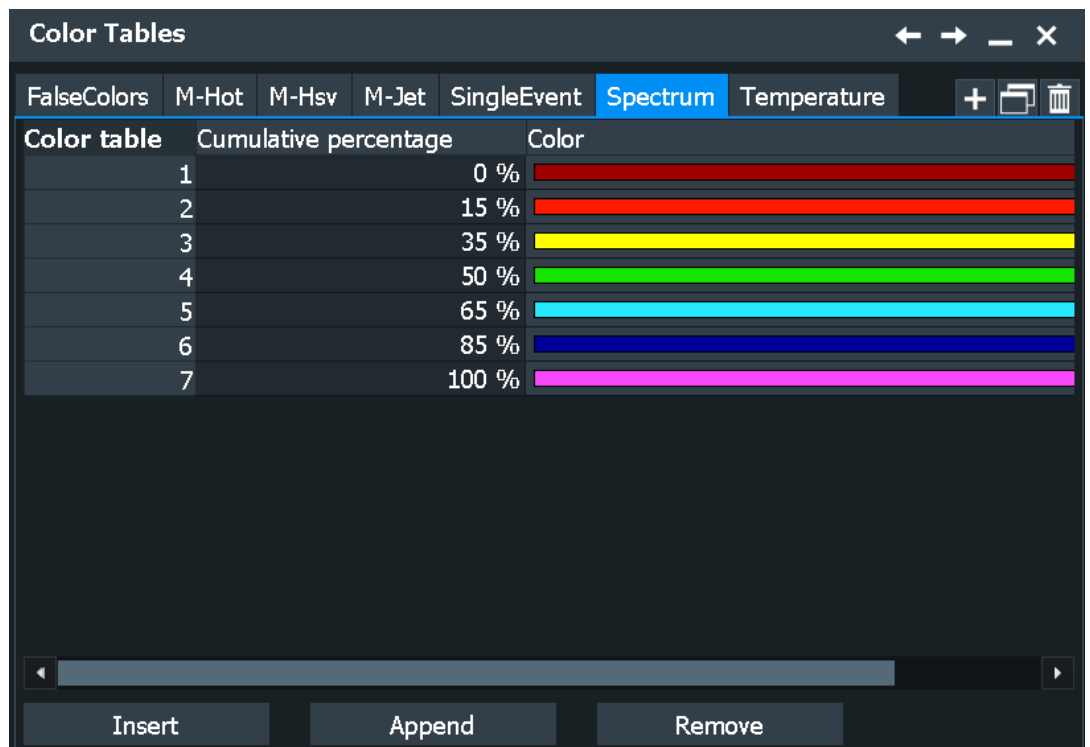 Color Tables
FalseColors M-Hot M-Hsv M-Jet SingleEvent Spectrum Temperature
Color table Cumulative percentage Color
1 0 %
2 15 %
3 35 %
4 50 %
5 65 %
6 85 %
7 100 %
Insert Append Remove